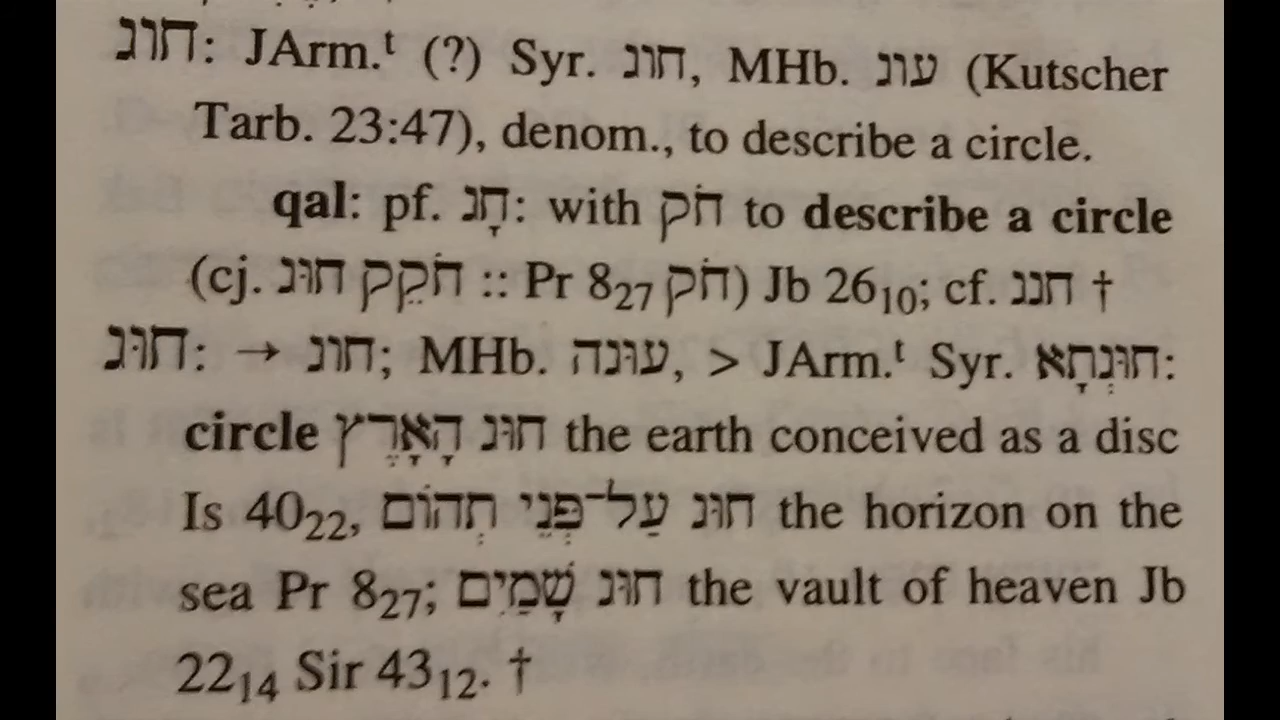 חוג: JArm.ᵗ (?) Syr. חוג, MHb. עוג (Kutscher
Tarb. 23:47), denom., to describe a circle.
qal: pf. חָג: with חֹק to describe a circle
(cj. חֹקֵק חוּג :: Pr 8₂₇ חֹק) Jb 26₁₀; cf. חגג †
חוּג: → חוג; MHb. עוּגה, > JArm.ᵗ Syr. חוּגְתָא:
circle חוּג הָאָרֶץ the earth conceived as a disc
Is 40₂₂, חוּג עַל־פְּנֵי תְהוֹם the horizon on the
sea Pr 8₂₇; חוּג שָׁמַיִם the vault of heaven Jb
22₁₄ Sir 43₁₂. †